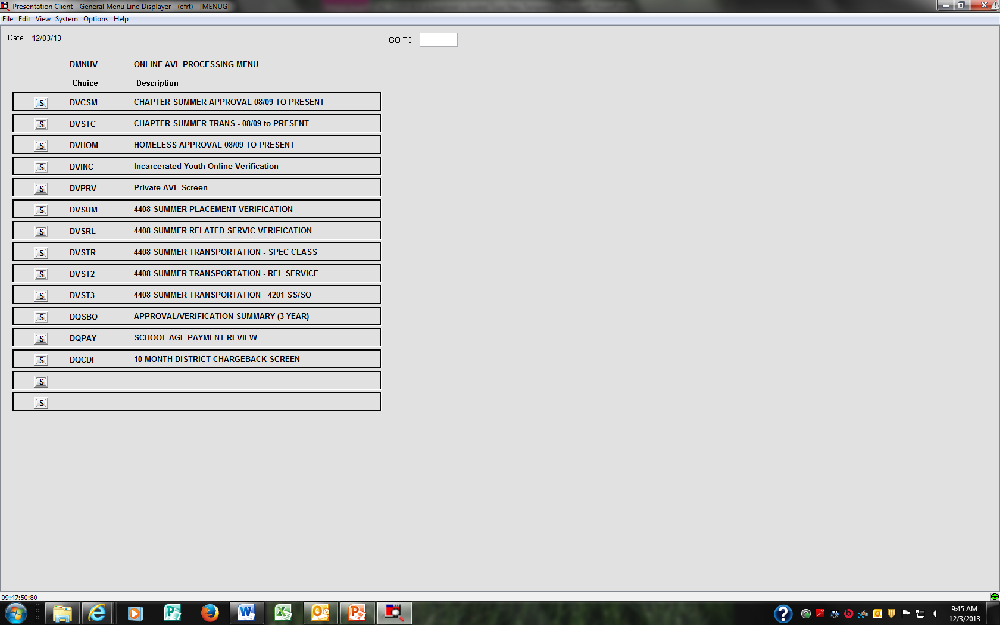 Presentation Client - General Menu Line Displayer - (efrt) - [MENUG]
File Edit View System Options Help
Date 12/03/13 GO TO
DMNUV ONLINE AVL PROCESSING MENU
Choice Description
S DVCSM CHAPTER SUMMER APPROVAL 08/09 TO PRESENT
S DVSTC CHAPTER SUMMER TRANS - 08/09 to PRESENT
S DVHOM HOMELESS APPROVAL 08/09 TO PRESENT
S DVINC Incarcerated Youth Online Verification
S DVPRV Private AVL Screen
S DVSUM 4408 SUMMER PLACEMENT VERIFICATION
S DVSRL 4408 SUMMER RELATED SERVIC VERIFICATION
S DVSTR 4408 SUMMER TRANSPORTATION - SPEC CLASS
S DVST2 4408 SUMMER TRANSPORTATION - REL SERVICE
S DVST3 4408 SUMMER TRANSPORTATION - 4201 SS/SO
S DQSBO APPROVAL/VERIFICATION SUMMARY (3 YEAR)
S DQPAY SCHOOL AGE PAYMENT REVIEW
S DQCDI 10 MONTH DISTRICT CHARGEBACK SCREEN
S
S
09:47:50:80
9:45 AM
12/3/2013